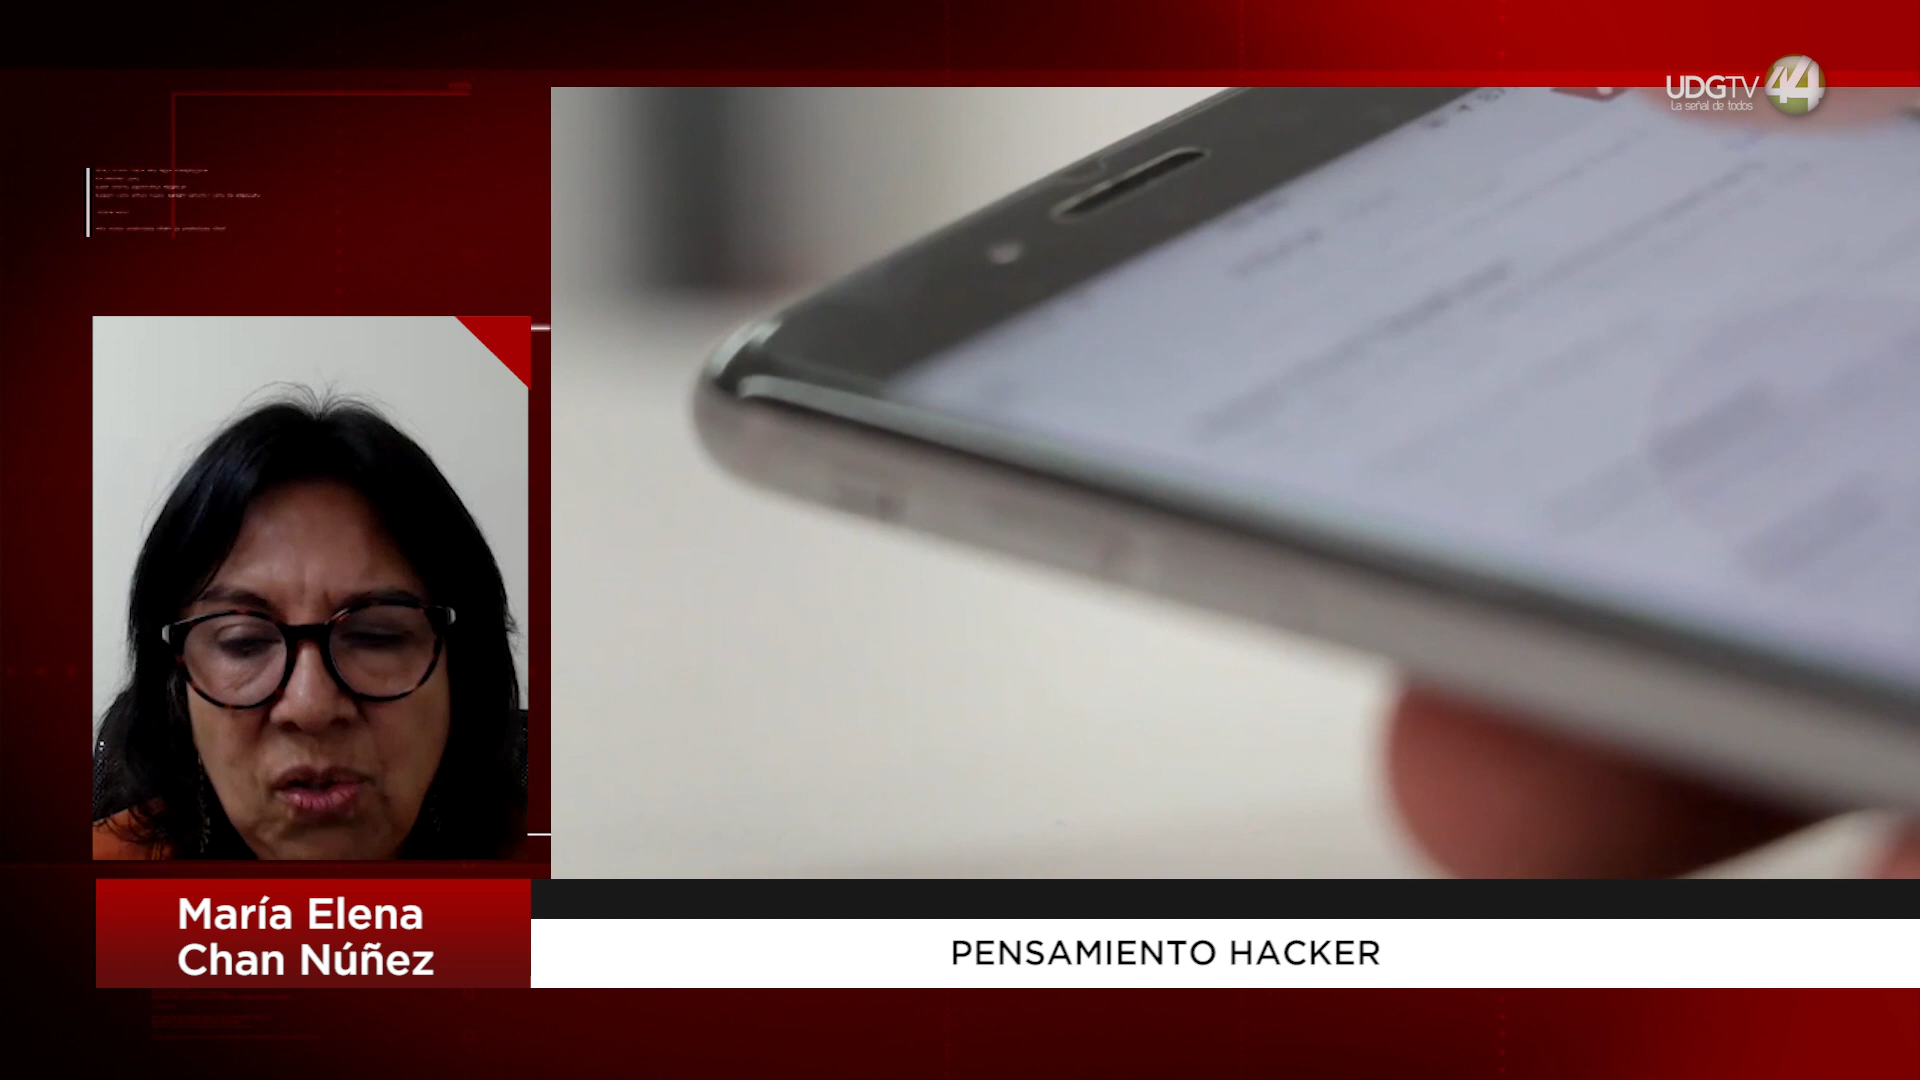 UDGTV 44
La señal de todos
María Elena
Chan Núñez
PENSAMIENTO HACKER